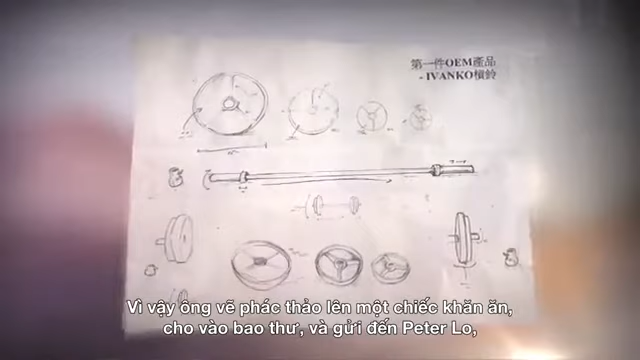 第一件OEM產品
- IVANKO槓鈴
Vì vậy ông vẽ phác thảo lên một chiếc khăn ăn,
cho vào bao thư, và gửi đến Peter Lo,